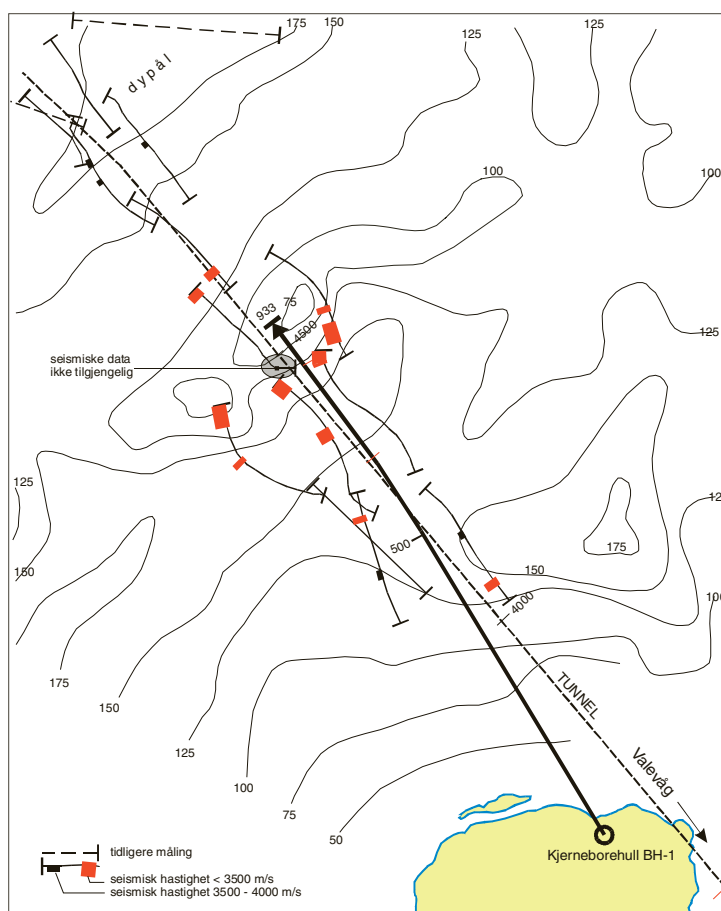 175
150
125
125
dypål
100
100
933
75
4500
125
seismiske data
ikke tilgjengelig
125
12
500
175
150
150
4000
100
175
150
TUNNEL
125
Valevåg
100
75
50
Kjerneborehull BH-1
tidligere måling
seismisk hastighet < 3500 m/s
seismisk hastighet 3500 - 4000 m/s